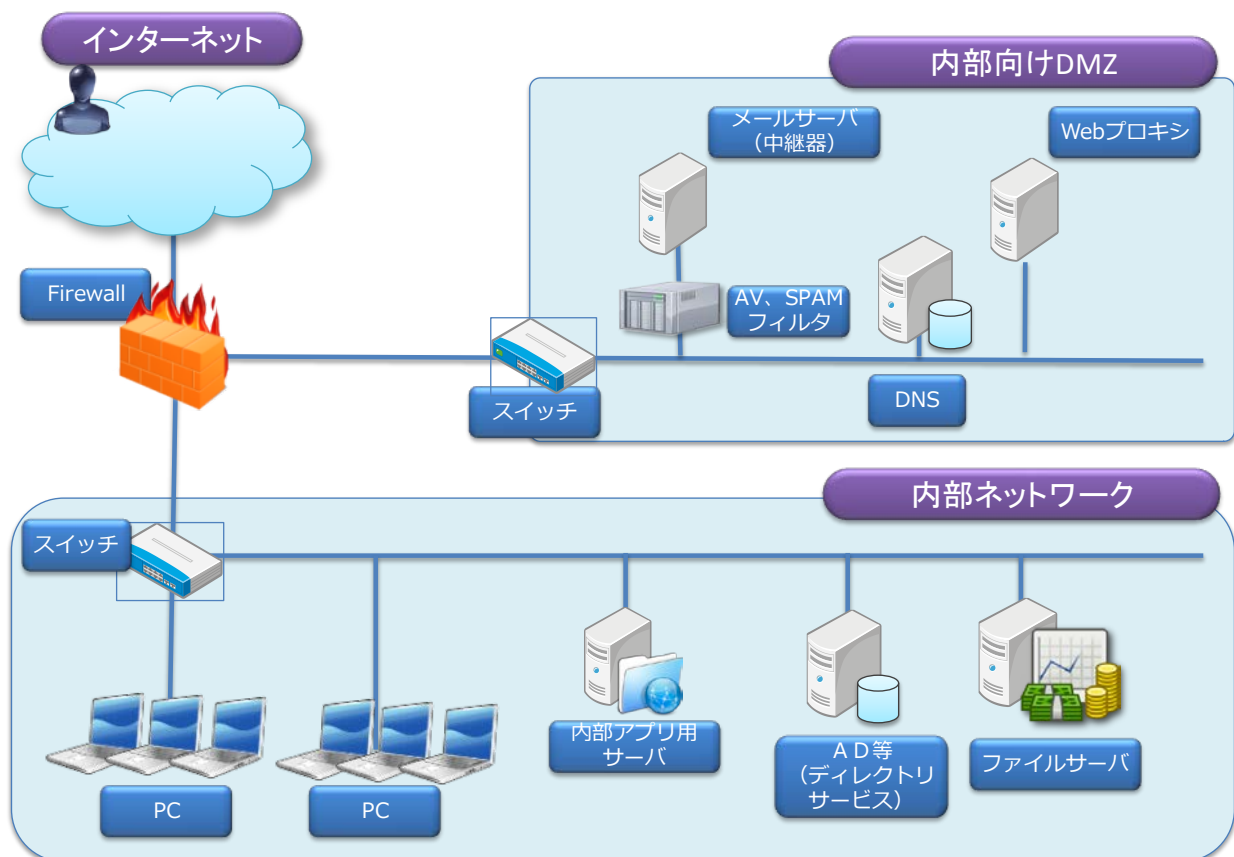 インターネット
内部向けDMZ
メールサーバ
（中継器）
Webプロキシ
Firewall
AV、SPAM
フィルタ
スイッチ
DNS
内部ネットワーク
スイッチ
内部アプリ用
サーバ
ＡＤ等
（ディレクトリ
サービス）
ファイルサーバ
PC
PC